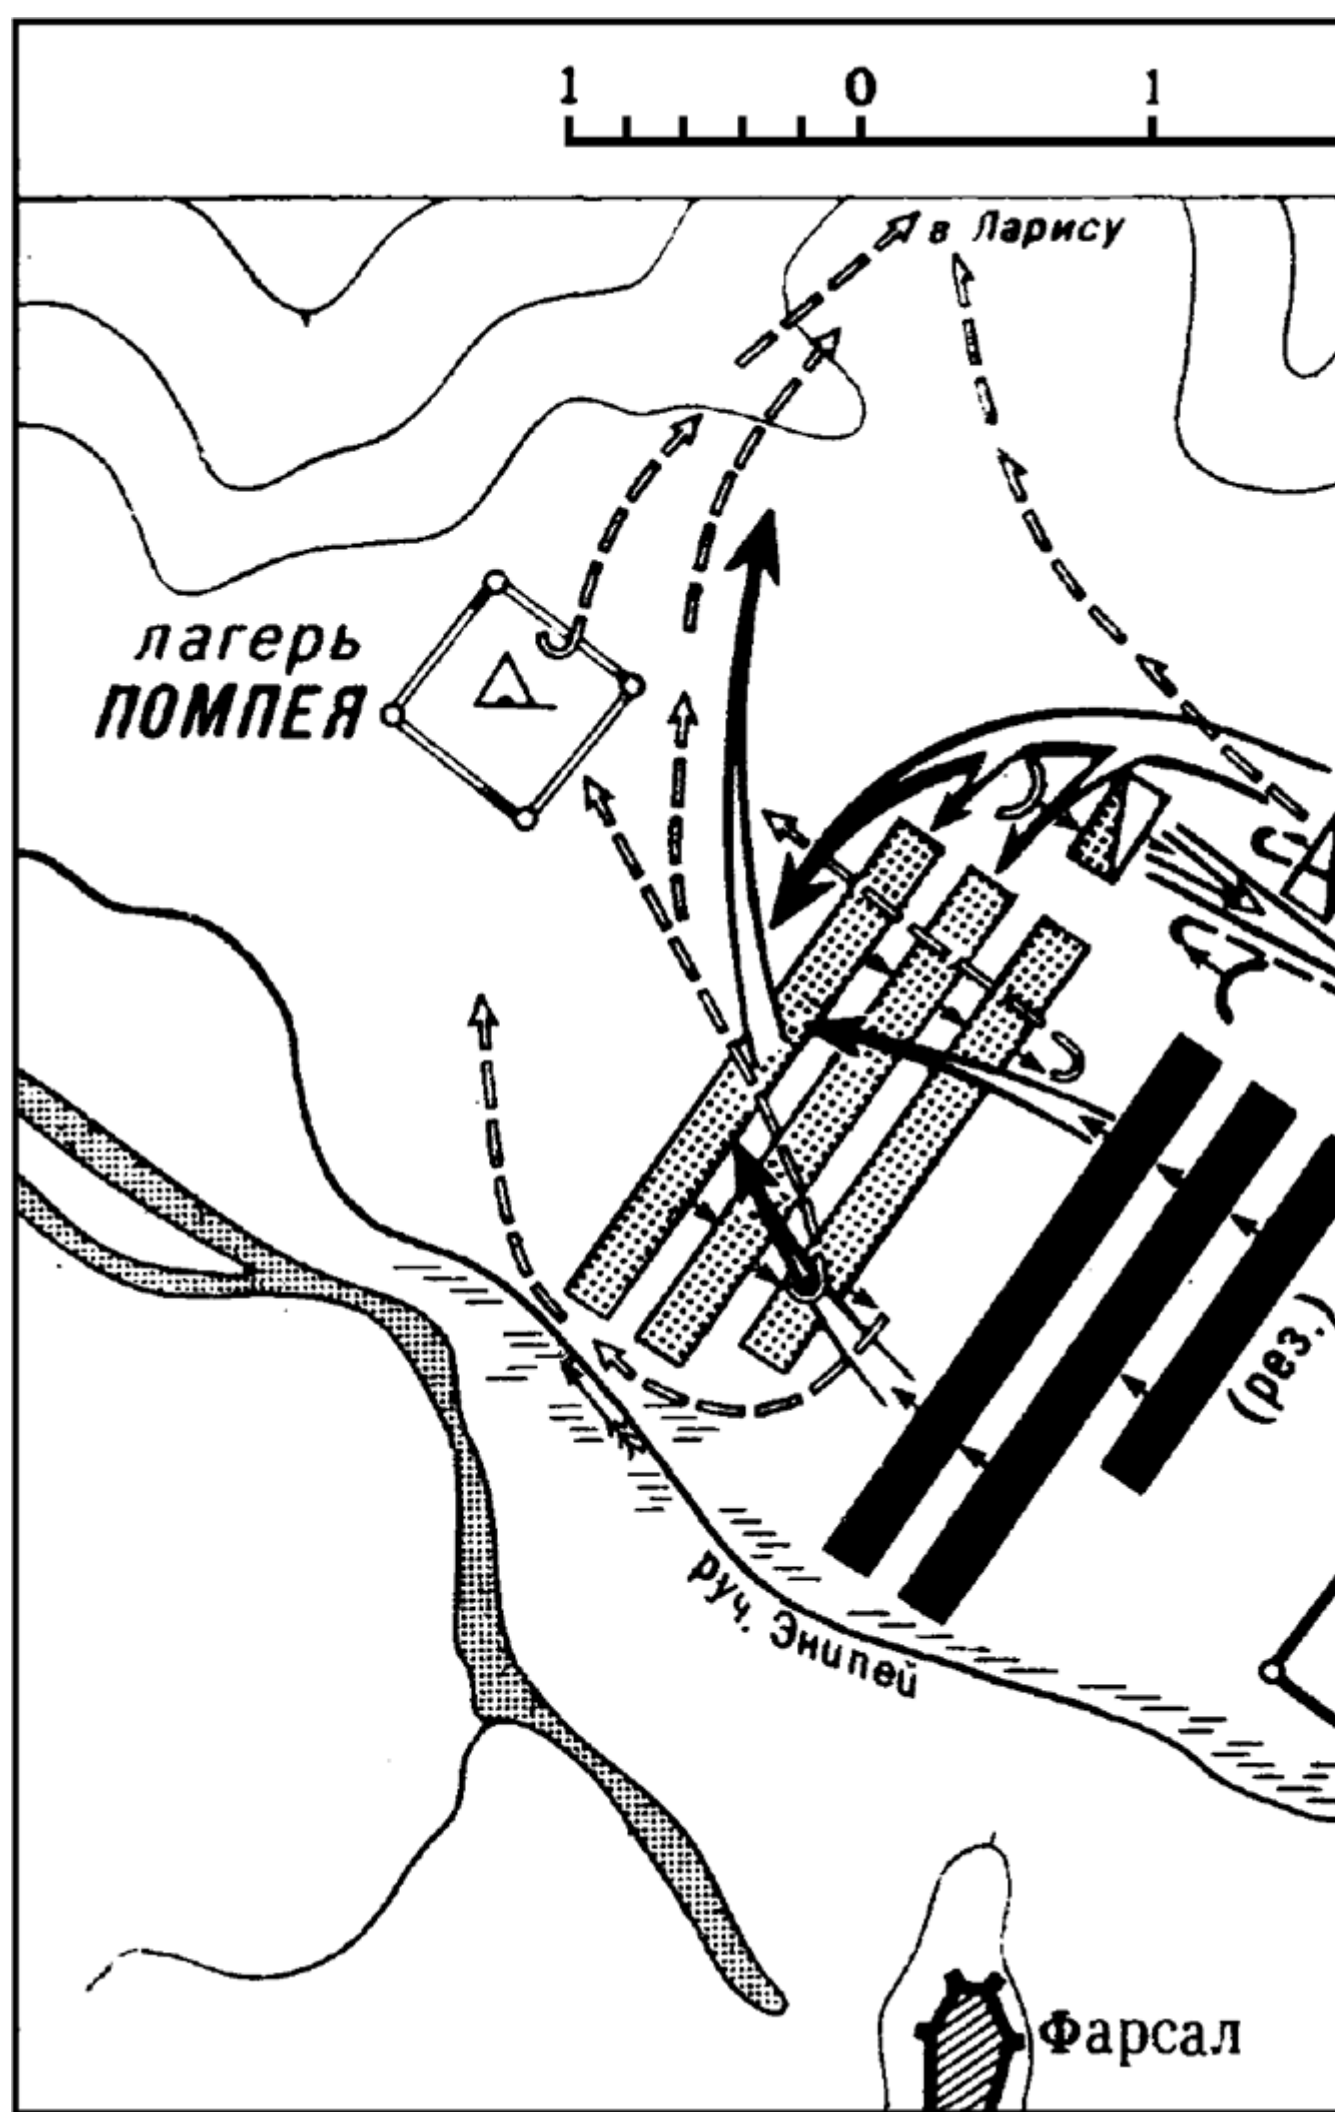 1 0 1
в Ларису
лагерь
ПОМПЕЯ
(рез.)
руч. Энипей
Фарсал